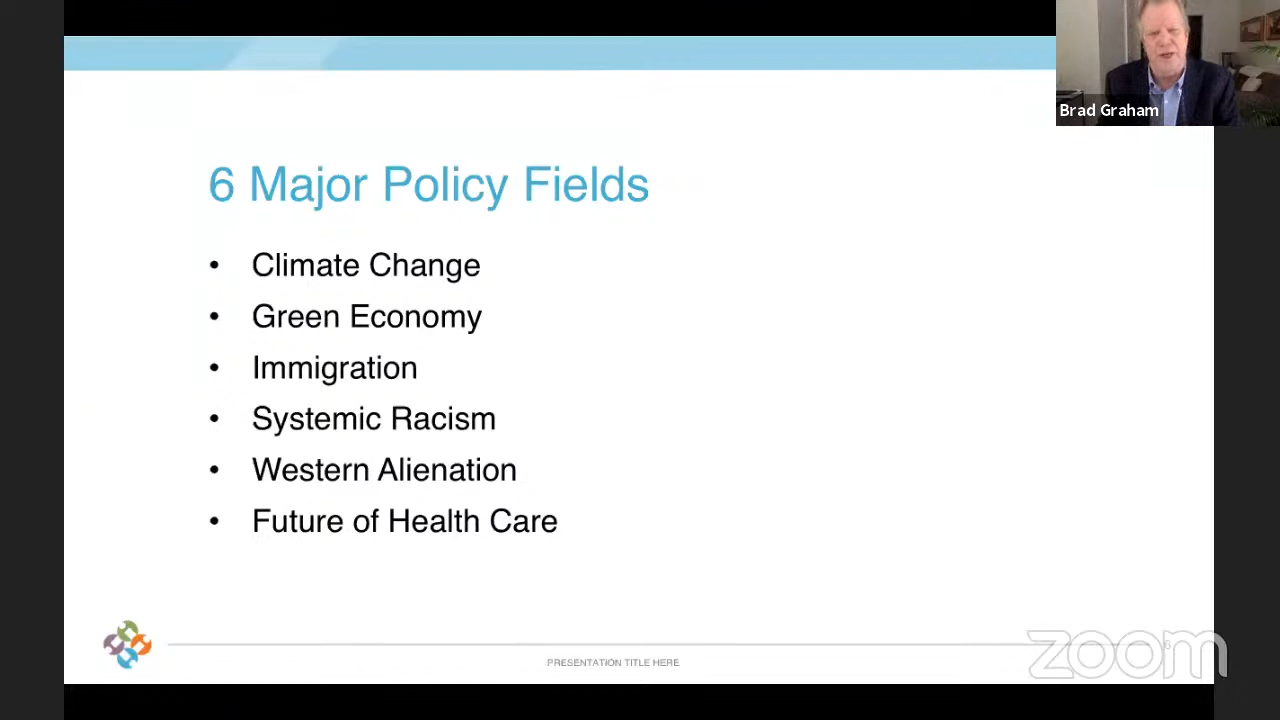 Brad Graham
6 Major Policy Fields
• Climate Change
• Green Economy
• Immigration
• Systemic Racism
• Western Alienation
• Future of Health Care
PRESENTATION TITLE HERE
6
zoom